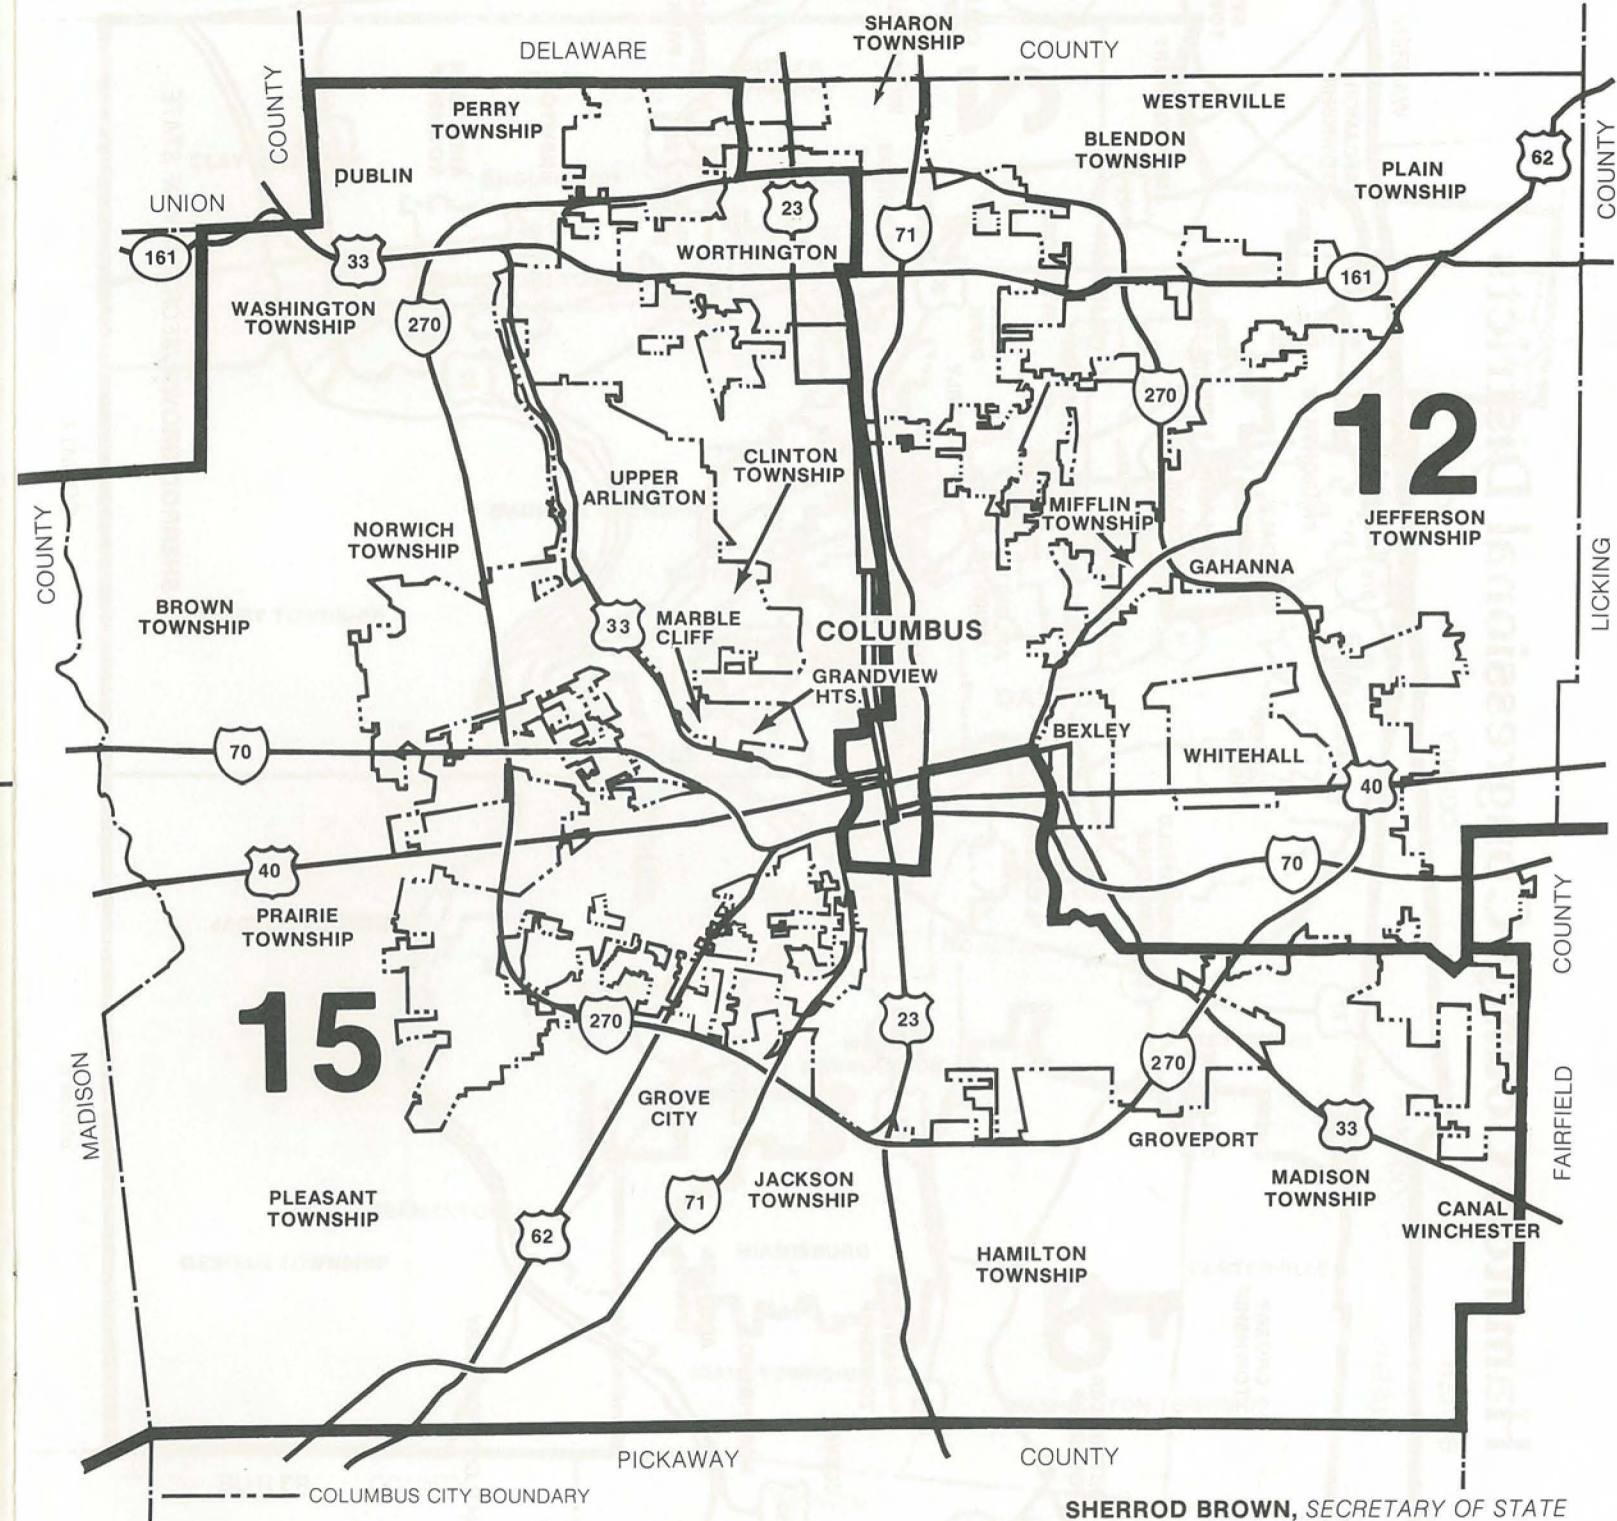 SHARON
TOWNSHIP
DELAWARE
COUNTY
COUNTY
PERRY
TOWNSHIP
WESTERVILLE
BLENDON
TOWNSHIP
62
PLAIN
TOWNSHIP
COUNTY
DUBLIN
UNION
23
71
161
33
WORTHINGTON
161
WASHINGTON
TOWNSHIP
270
270
12
CLINTON
TOWNSHIP
UPPER
ARLINGTON
MIFFLIN
TOWNSHIP
JEFFERSON
TOWNSHIP
NORWICH
TOWNSHIP
COUNTY
GAHANNA
LICKING
BROWN
TOWNSHIP
33
MARBLE
CLIFF
COLUMBUS
GRANDVIEW
HTS.
70
BEXLEY
WHITEHALL
40
40
70
PRAIRIE
TOWNSHIP
COUNTY
15
270
23
270
MADISON
GROVE
CITY
33
GROVEPORT
FAIRFIELD
PLEASANT
TOWNSHIP
71
JACKSON
TOWNSHIP
MADISON
TOWNSHIP
CANAL
WINCHESTER
62
HAMILTON
TOWNSHIP
PICKAWAY
COUNTY
COLUMBUS CITY BOUNDARY
SHERROD BROWN, SECRETARY OF STATE